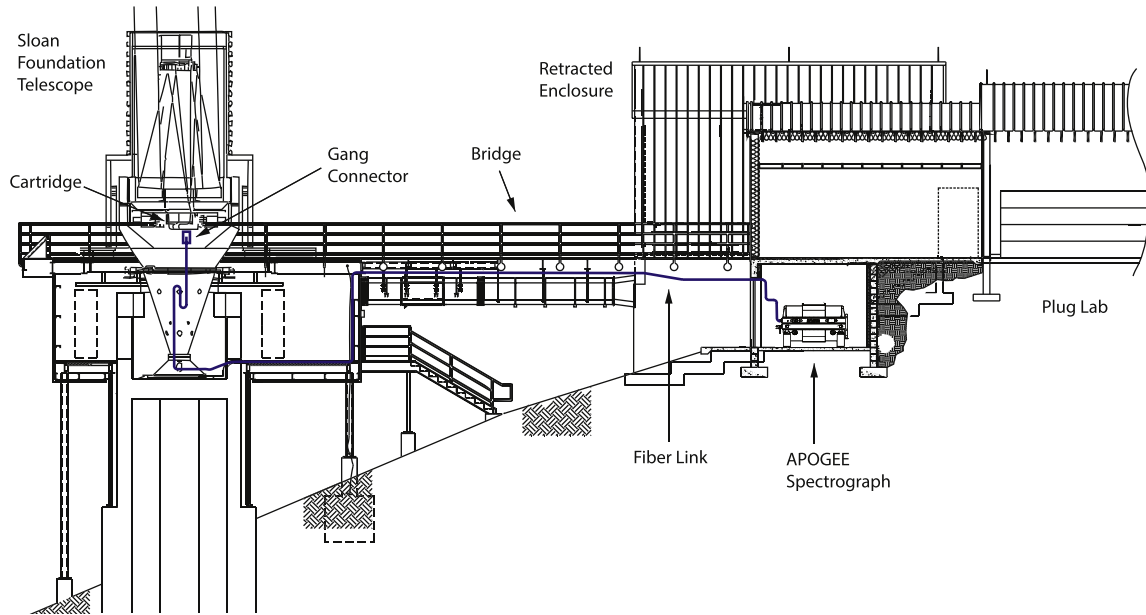 Sloan
Foundation
Telescope
Retracted
Enclosure
Gang
Connector
Bridge
Cartridge
Plug Lab
Fiber Link
APOGEE
Spectrograph